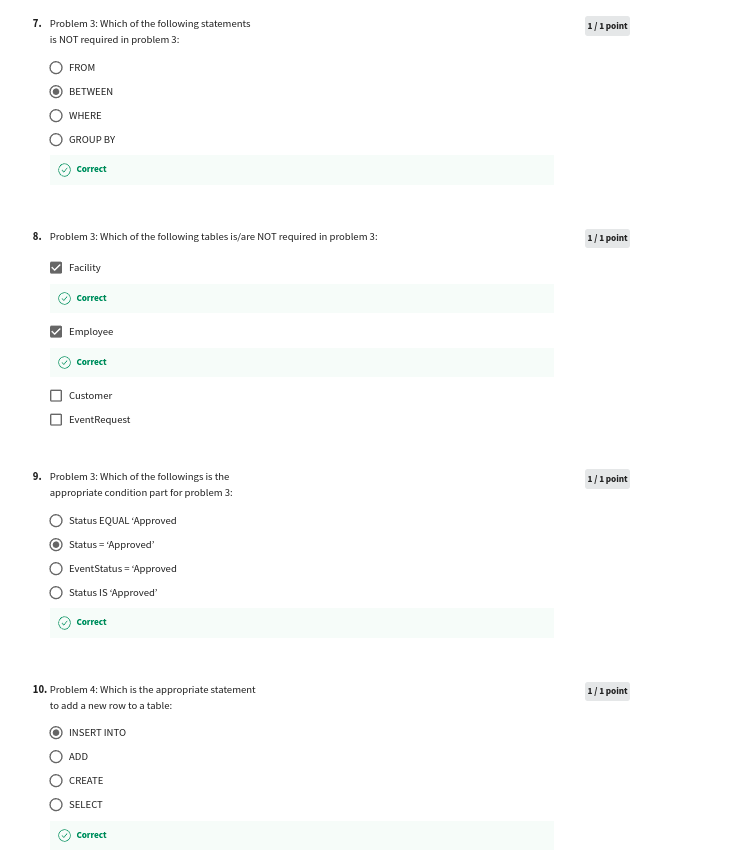 7. Problem 3: Which of the following statements
is NOT required in problem 3:
1 / 1 point
FROM
BETWEEN
WHERE
GROUP BY
Correct
8. Problem 3: Which of the following tables is/are NOT required in problem 3:
1 / 1 point
Facility
Correct
Employee
Correct
Customer
EventRequest
9. Problem 3: Which of the followings is the
appropriate condition part for problem 3:
1 / 1 point
Status EQUAL ‘Approved
Status = ‘Approved’
EventStatus = ‘Approved
Status IS ‘Approved’
Correct
10. Problem 4: Which is the appropriate statement
to add a new row to a table:
1 / 1 point
INSERT INTO
ADD
CREATE
SELECT
Correct